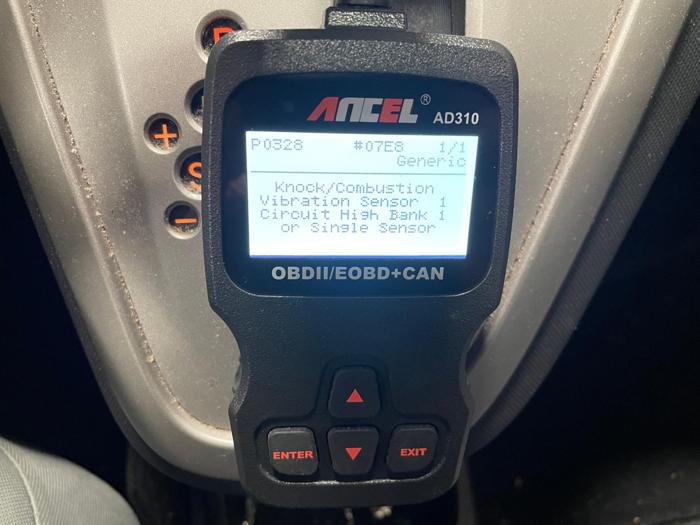 ANCEL® AD310
P0328 #07E8 1/1
Generic
Knock/Combustion
Vibration Sensor 1
Circuit High Bank 1
or Single Sensor
OBDII/EOBD+CAN
ENTER
EXIT
+
S
−